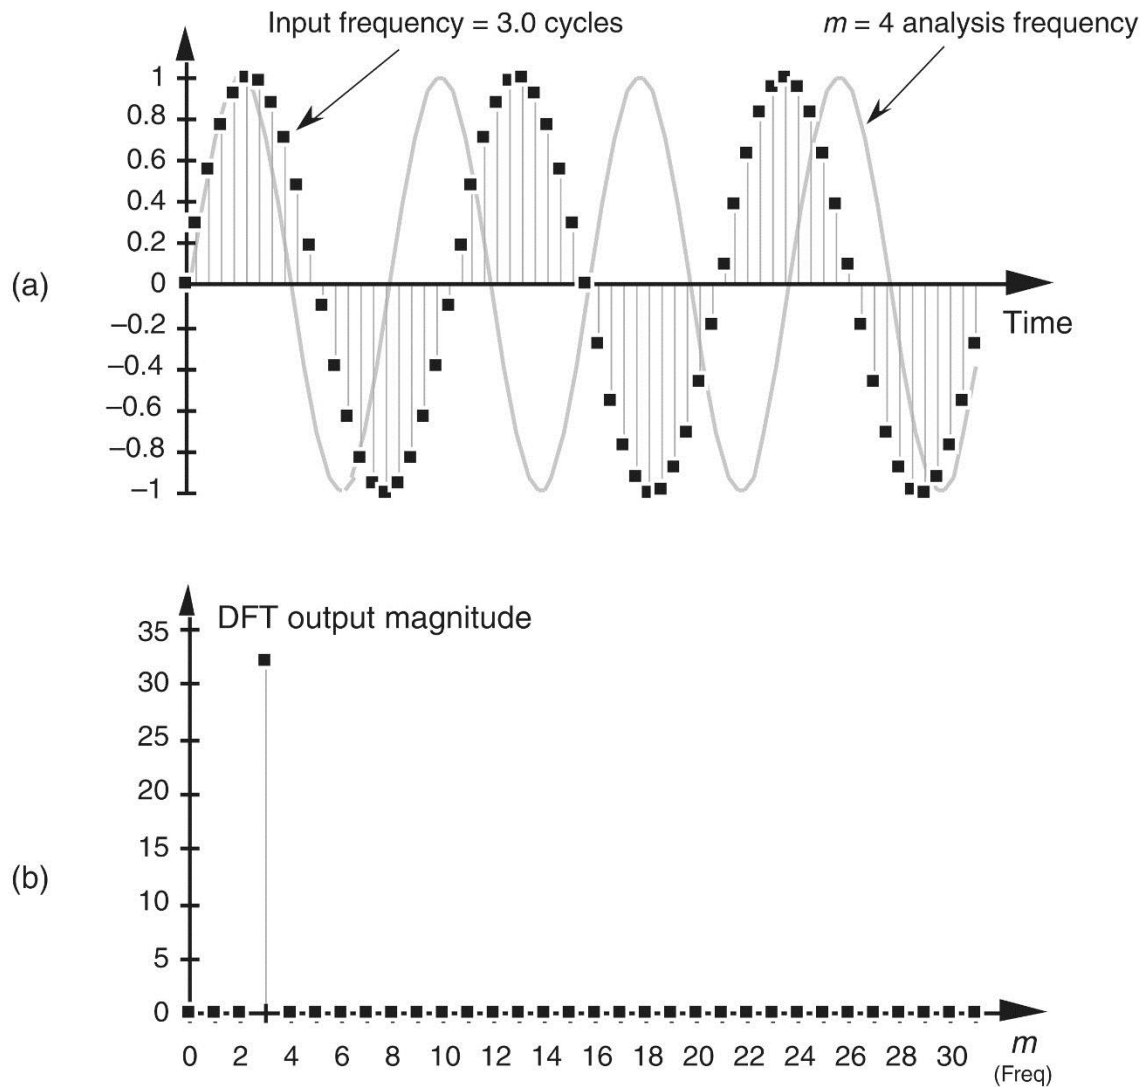 Input frequency = 3.0 cycles
m = 4 analysis frequency
1
0.8
0.6
0.4
0.2
(a)
0
Time
–0.2
–0.4
–0.6
–0.8
–1
DFT output magnitude
35
30
25
20
15
(b)
10
5
0
0 2 4 6 8 10 12 14 16 18 20 22 24 26 28 30 m
(Freq)